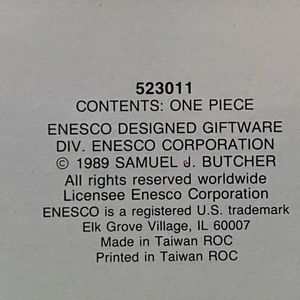 523011
CONTENTS: ONE PIECE
ENESCO DESIGNED GIFTWARE
DIV. ENESCO CORPORATION
© 1989 SAMUEL J. BUTCHER
All rights reserved worldwide
Licensee Enesco Corporation
ENESCO is a registered U.S. trademark
Elk Grove Village, IL 60007
Made in Taiwan ROC
Printed in Taiwan ROC